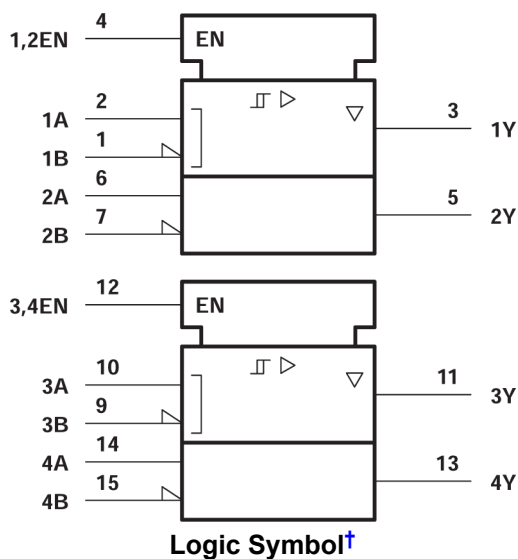 1,2EN 4 EN
1A 2
1B 1
3 1Y
2A 6
2B 7
5 2Y
3,4EN 12 EN
3A 10
3B 9
11 3Y
4A 14
4B 15
13 4Y
Logic Symbol†